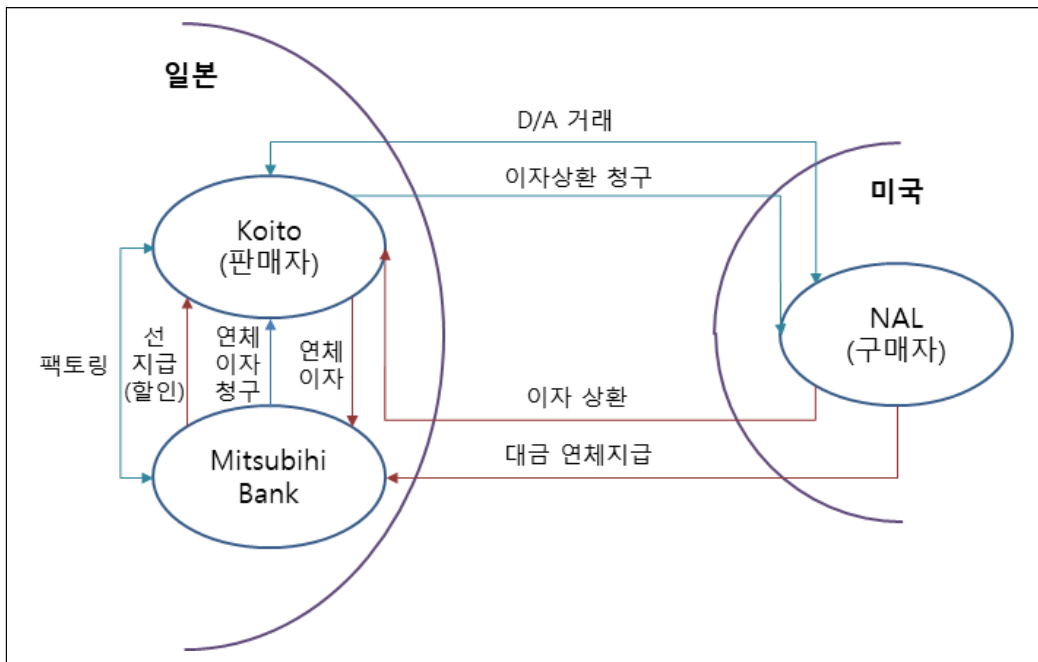 일본
D/A 거래
이자상환 청구
미국
Koito
(판매자)
NAL
(구매자)
팩토링
선
지급
(할인)
연체
이자
청구
연체
이자
이자 상환
대금 연체지급
Mitsubihi
Bank